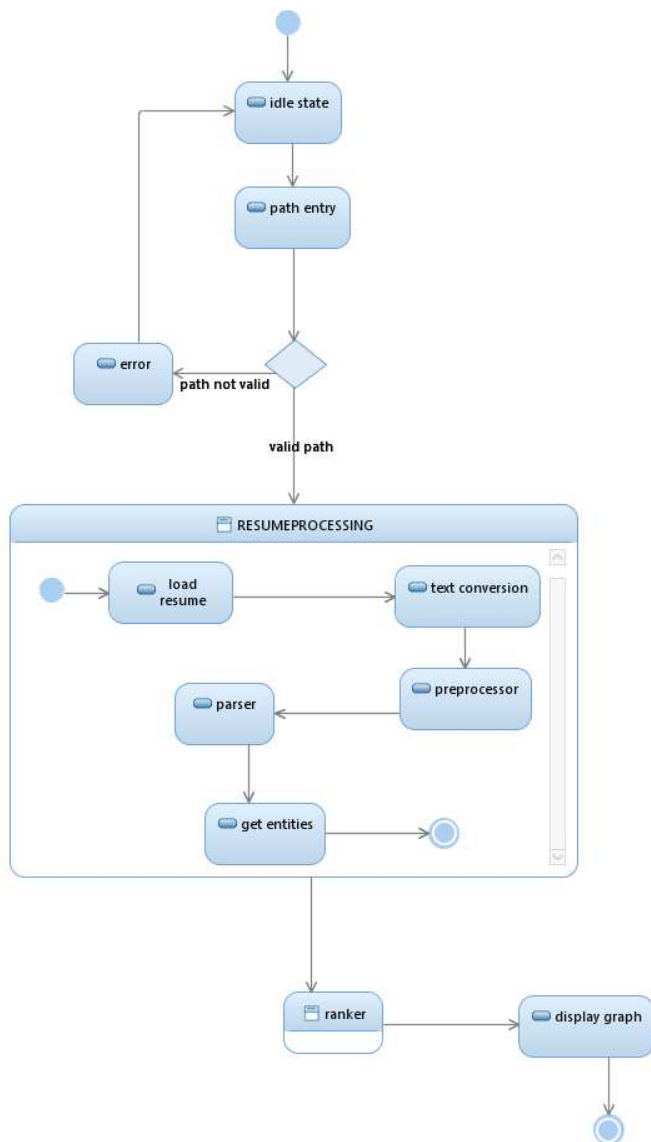 idle state
path entry
error
path not valid
valid path
RESUMEPROCESSING
load
resume
text conversion
preprocessor
parser
get entities
ranker
display graph